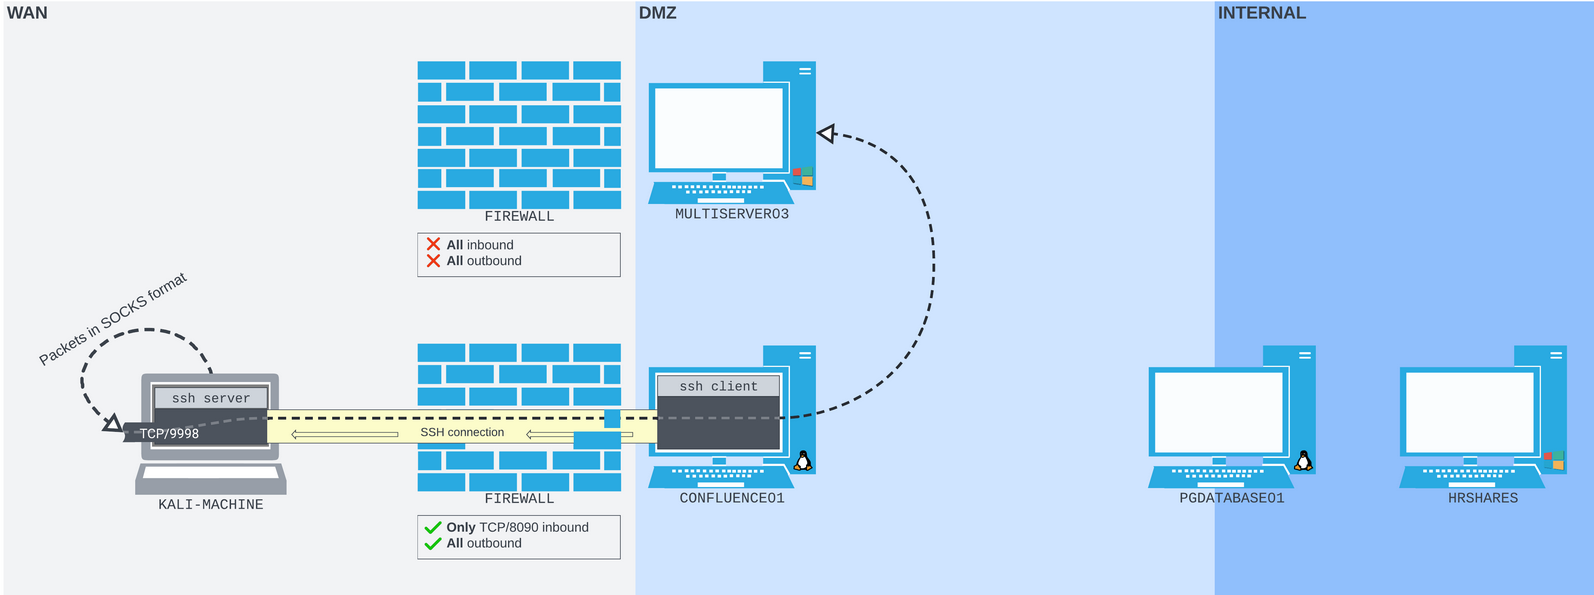 WAN
DMZ
INTERNAL
FIREWALL
All inbound
All outbound
MULTISERVER03
Packets in SOCKS format
ssh server
TCP/9998
KALI-MACHINE
SSH connection
FIREWALL
Only TCP/8090 inbound
All outbound
ssh client
CONFLUENCE01
PGDATABASE01
HRSHARES